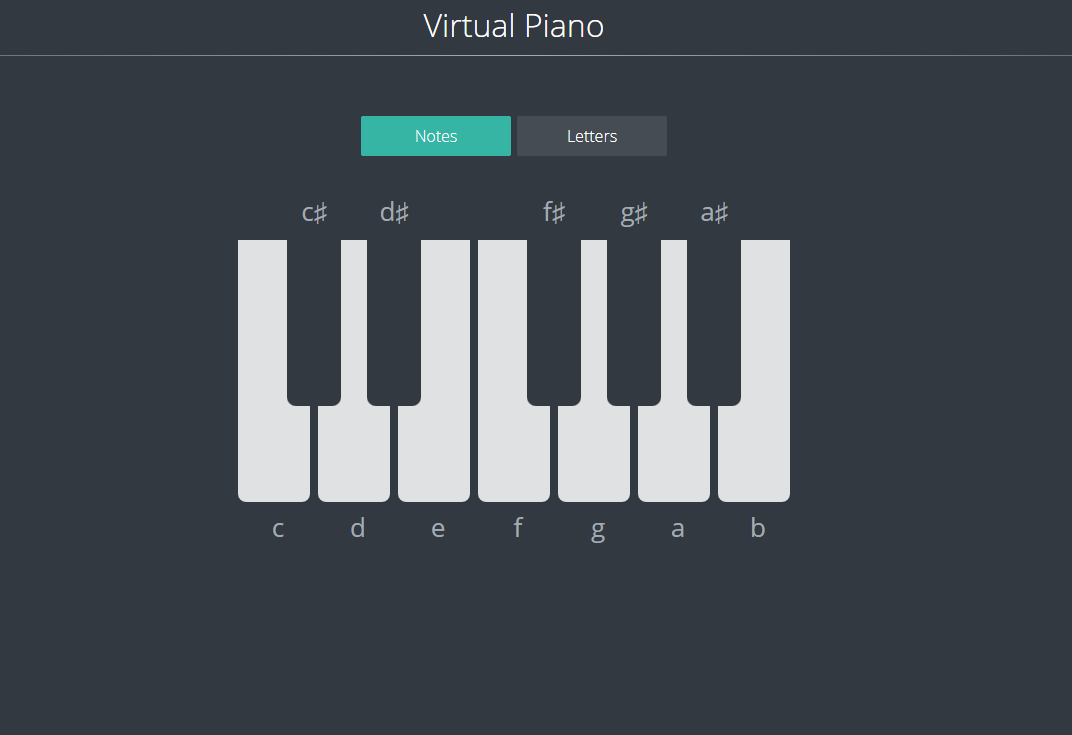 Virtual Piano
Notes Letters
c♯ d♯ f♯ g♯ a♯
c d e f g a b